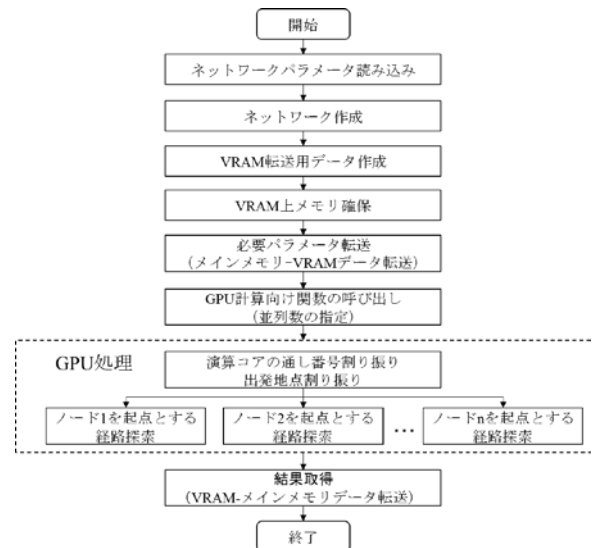 開始
ネットワークパラメータ読み込み
ネットワーク作成
VRAM転送用データ作成
VRAM上メモリ確保
必要パラメータ転送
(メインメモリ-VRAMデータ転送)
GPU計算向け関数の呼び出し
(並列数の指定)
GPU処理
演算コアの通し番号割り振り
出発地点割り振り
ノード1を起点とする
経路探索
ノード2を起点とする
経路探索
…
ノードnを起点とする
経路探索
結果取得
(VRAM-メインメモリデータ転送)
終了